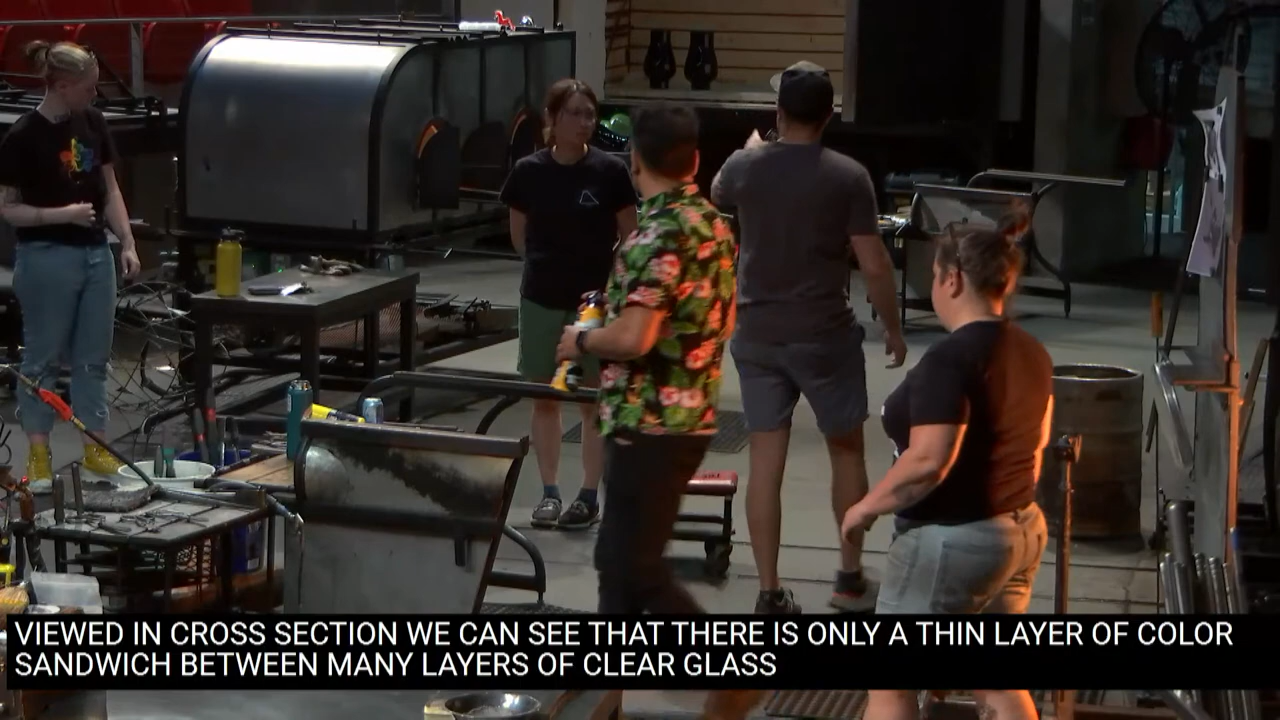 VIEWED IN CROSS SECTION WE CAN SEE THAT THERE IS ONLY A THIN LAYER OF COLOR
SANDWICH BETWEEN MANY LAYERS OF CLEAR GLASS